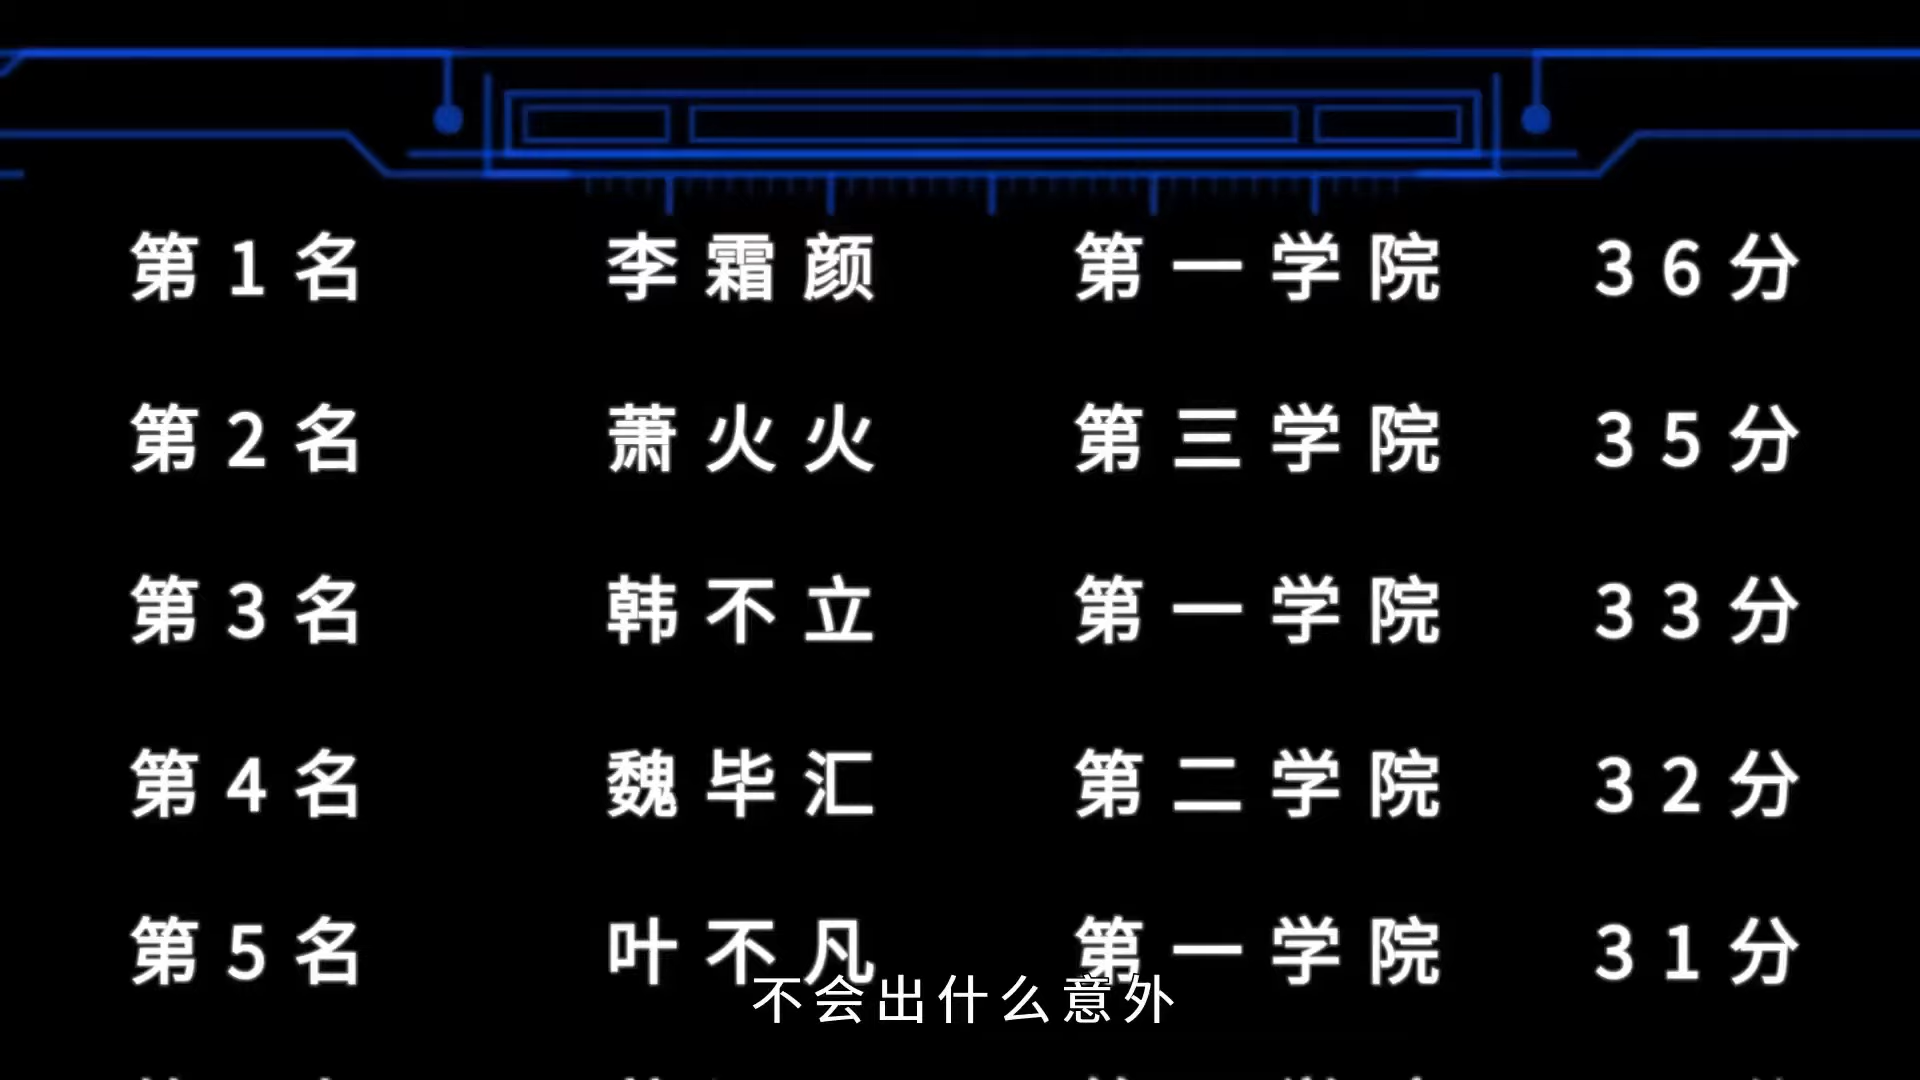 第1名 李霜颜 第一学院 36分
第2名 萧火火 第三学院 35分
第3名 韩不立 第一学院 33分
第4名 魏毕汇 第二学院 32分
第5名 叶不凡 第一学院 31分
不会出什么意外